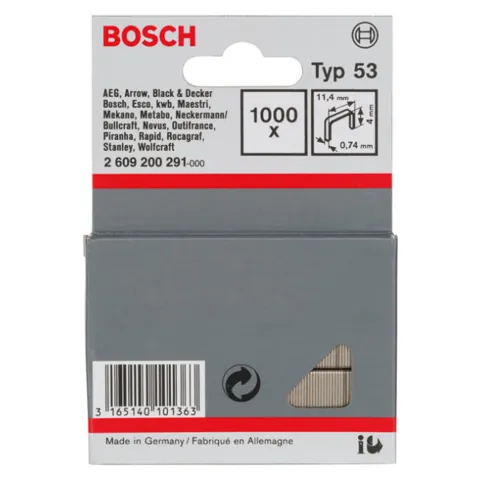 BOSCH
Typ 53
AEG, Arrow, Black & Decker
Bosch, Esco, kwb, Maestri,
Mekano, Metabo, Neckermann/
Bullcraft, Novus, Outifrance,
Piranha, Rapid, Rocagraf,
Stanley, Wolfcraft
2 609 200 291-000
1000
x
11,4 mm
4 mm
0,74 mm
3 165140 101363
Made in Germany / Fabriqué en Allemagne